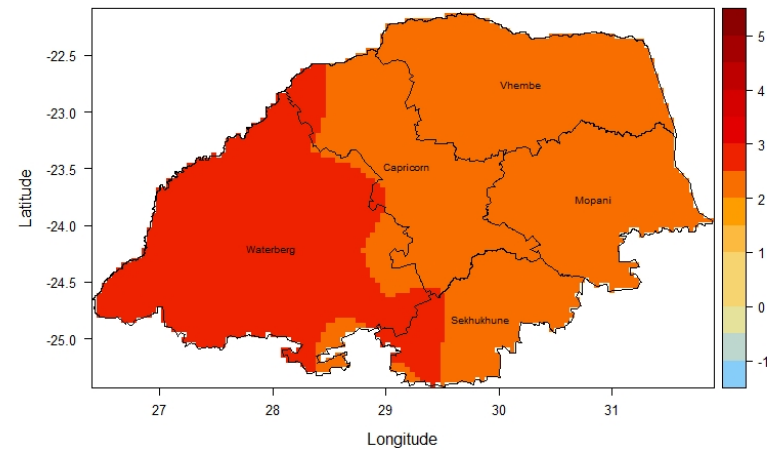 -22.5
-23.0
-23.5
-24.0
-24.5
-25.0
Latitude
Vhembe
Capricorn
Mopani
Waterberg
Sekhukhune
5
4
3
2
1
0
-1
27
28
29
30
31
Longitude